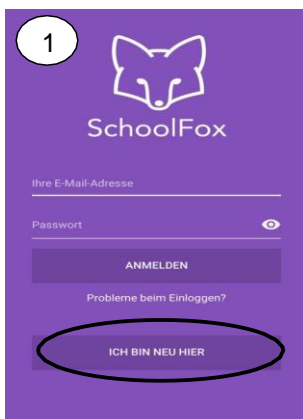 1
SchoolFox
Ihre E-Mail-Adresse
Passwort
ANMELDEN
Probleme beim Einloggen?
ICH BIN NEU HIER